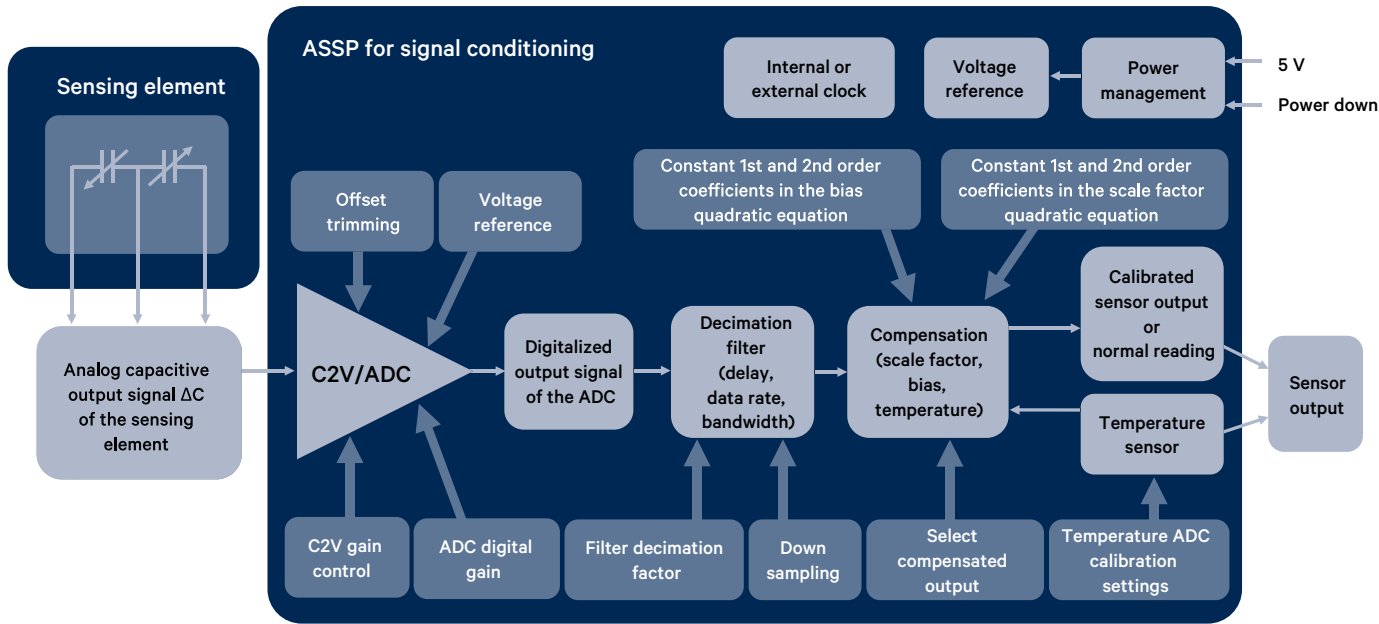 ASSP for signal conditioning
Sensing element
Internal or
external clock
Voltage
reference
Power
management
5 V
Power down
Constant 1st and 2nd order
coefficients in the bias
quadratic equation
Constant 1st and 2nd order
coefficients in the scale factor
quadratic equation
Offset
trimming
Voltage
reference
Analog capacitive
output signal ΔC
of the sensing
element
C2V/ADC
Digitalized
output signal
of the ADC
Decimation
filter
(delay,
data rate,
bandwidth)
Compensation
(scale factor,
bias,
temperature)
Calibrated
sensor output
or
normal reading
Temperature
sensor
Sensor
output
C2V gain
control
ADC digital
gain
Filter decimation
factor
Down
sampling
Select
compensated
output
Temperature ADC
calibration
settings